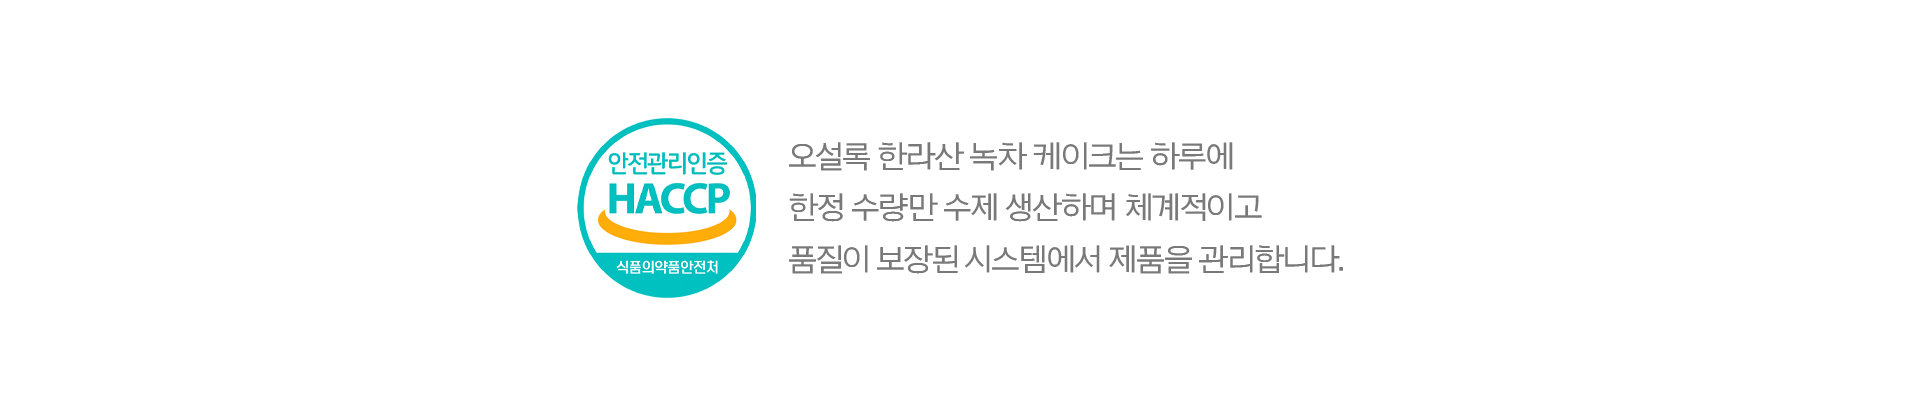 안전관리인증
HACCP
식품의약품안전처
오설록 한라산 녹차 케이크는 하루에
한정 수량만 수제 생산하며 체계적이고
품질이 보장된 시스템에서 제품을 관리합니다.